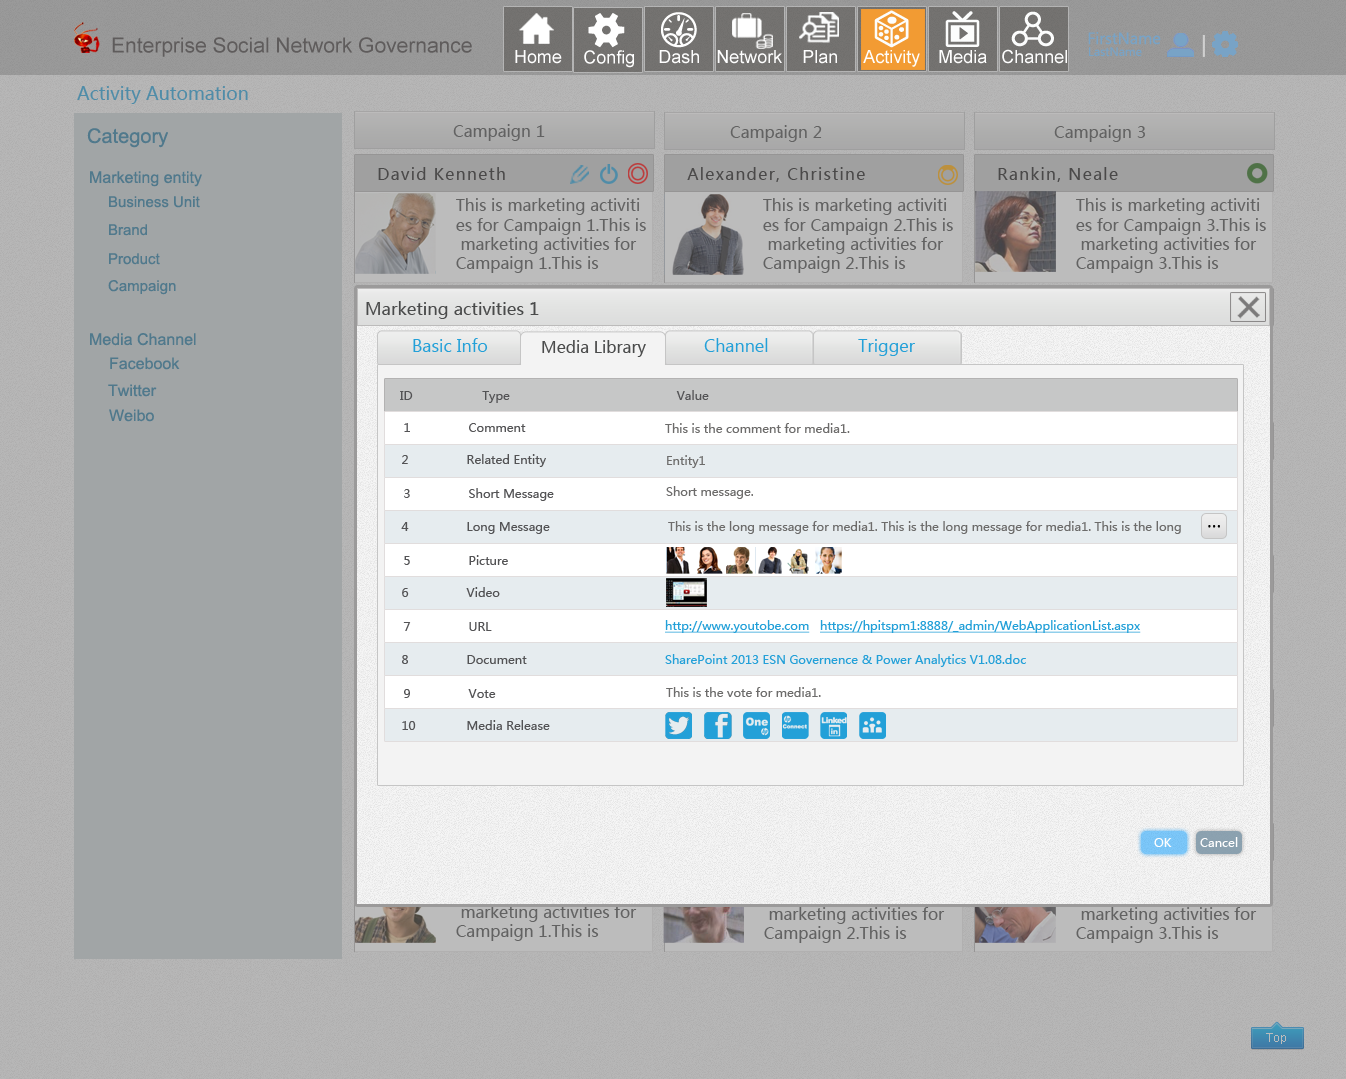 Enterprise Social Network Governance
Home
Config
Dash
Network
Plan
Activity
Media
Channel
Activity Automation
Category
Marketing entity
Business Unit
Brand
Product
Campaign
Media Channel
Facebook
Twitter
Weibo
Campaign 1
Campaign 2
Campaign 3
David Kenneth
Alexander, Christine
Rankin, Neale
This is marketing activiti
es for Campaign 1.This is
marketing activities for
Campaign 1.This is
This is marketing activiti
es for Campaign 2.This is
marketing activities for
Campaign 2.This is
This is marketing activiti
es for Campaign 3.This is
marketing activities for
Campaign 3.This is
Marketing activities 1
Basic Info
Media Library
Channel
Trigger
ID Type Value
1 Comment This is the comment for media1.
2 Related Entity Entity1
3 Short Message Short message.
4 Long Message This is the long message for media1. This is the long message for media1. This is the long ...
5 Picture
6 Video
7 URL http://www.youtobe.com https://hpitspm1:8888/_admin/WebApplicationList.aspx
8 Document SharePoint 2013 ESN Governence & Power Analytics V1.08.doc
9 Vote This is the vote for media1.
10 Media Release One Connect Linked in
OK
Cancel
marketing activities for
Campaign 1.This is
marketing activities for
Campaign 2.This is
marketing activities for
Campaign 3.This is
Top